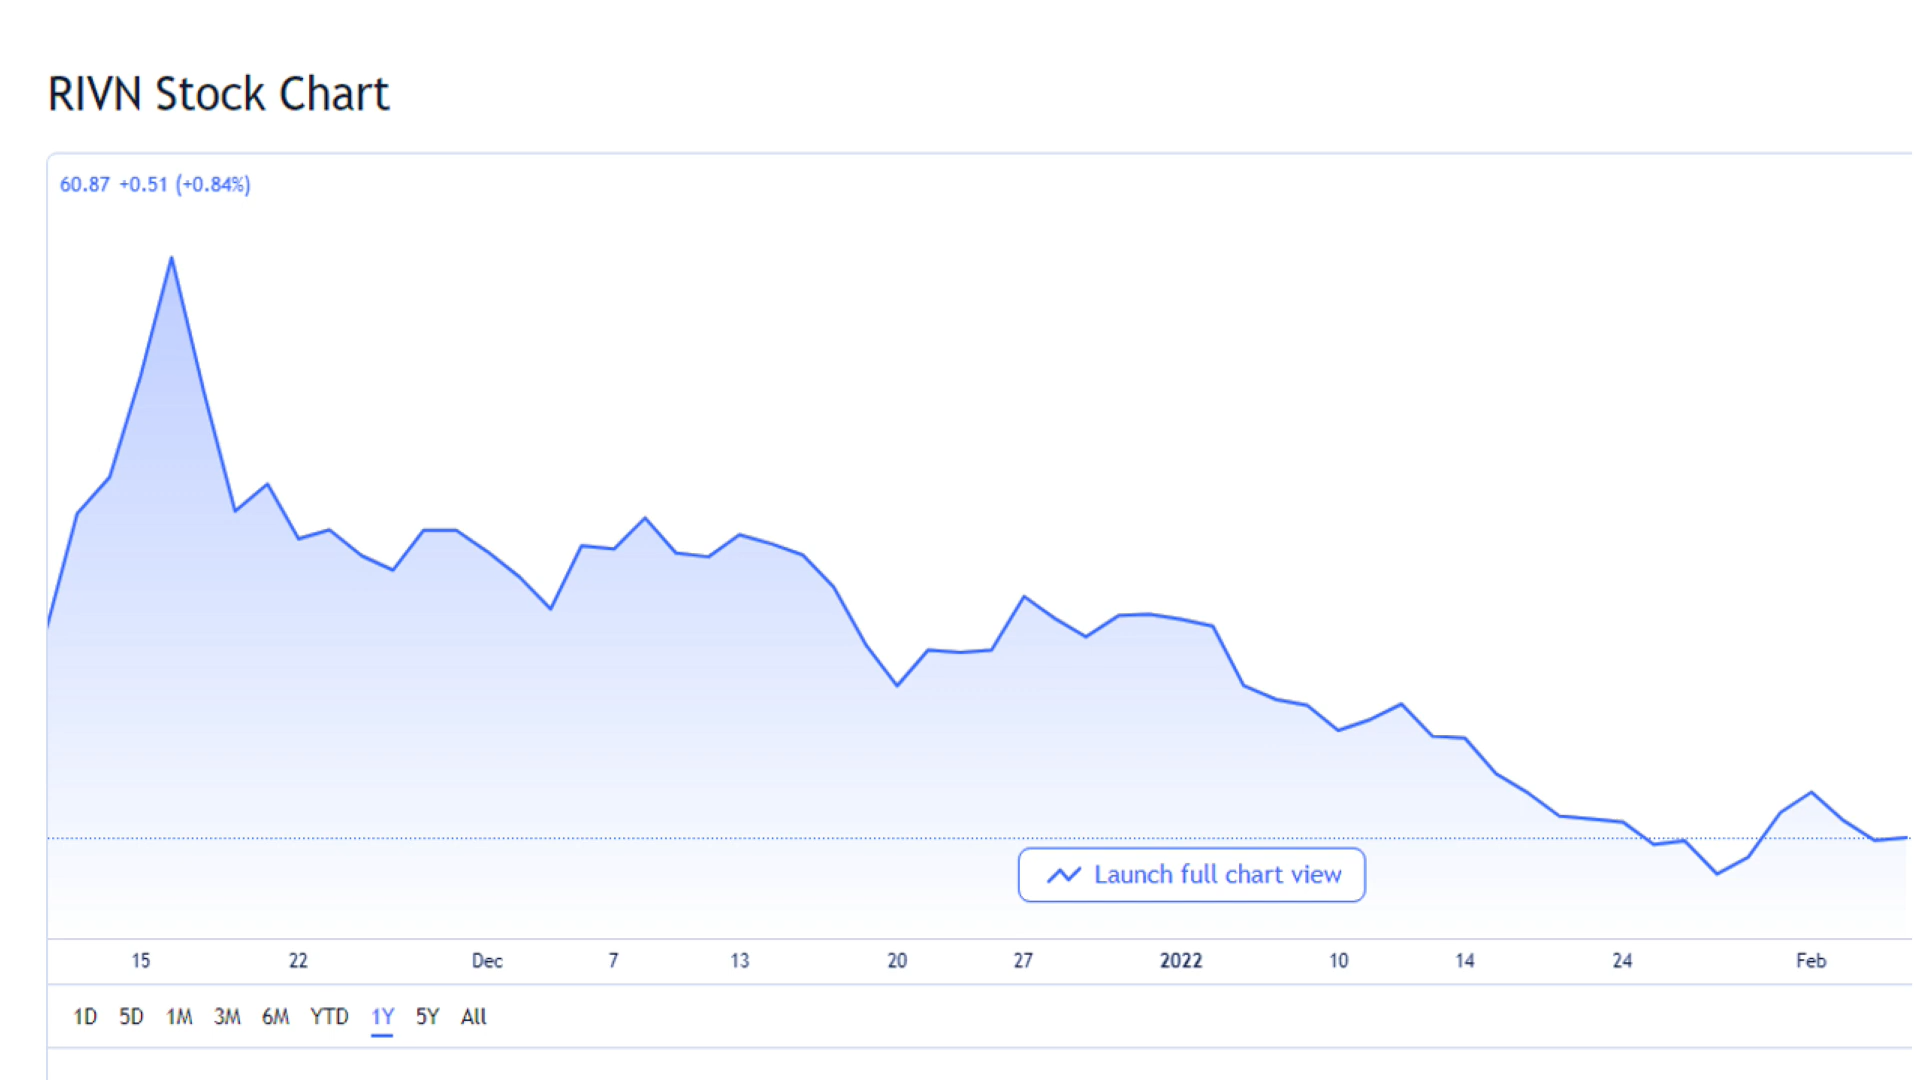 RIVN Stock Chart
60.87 +0.51 (+0.84%)
Launch full chart view
15 22 Dec 7 13 20 27 2022 10 14 24 Feb
1D 5D 1M 3M 6M YTD 1Y 5Y All